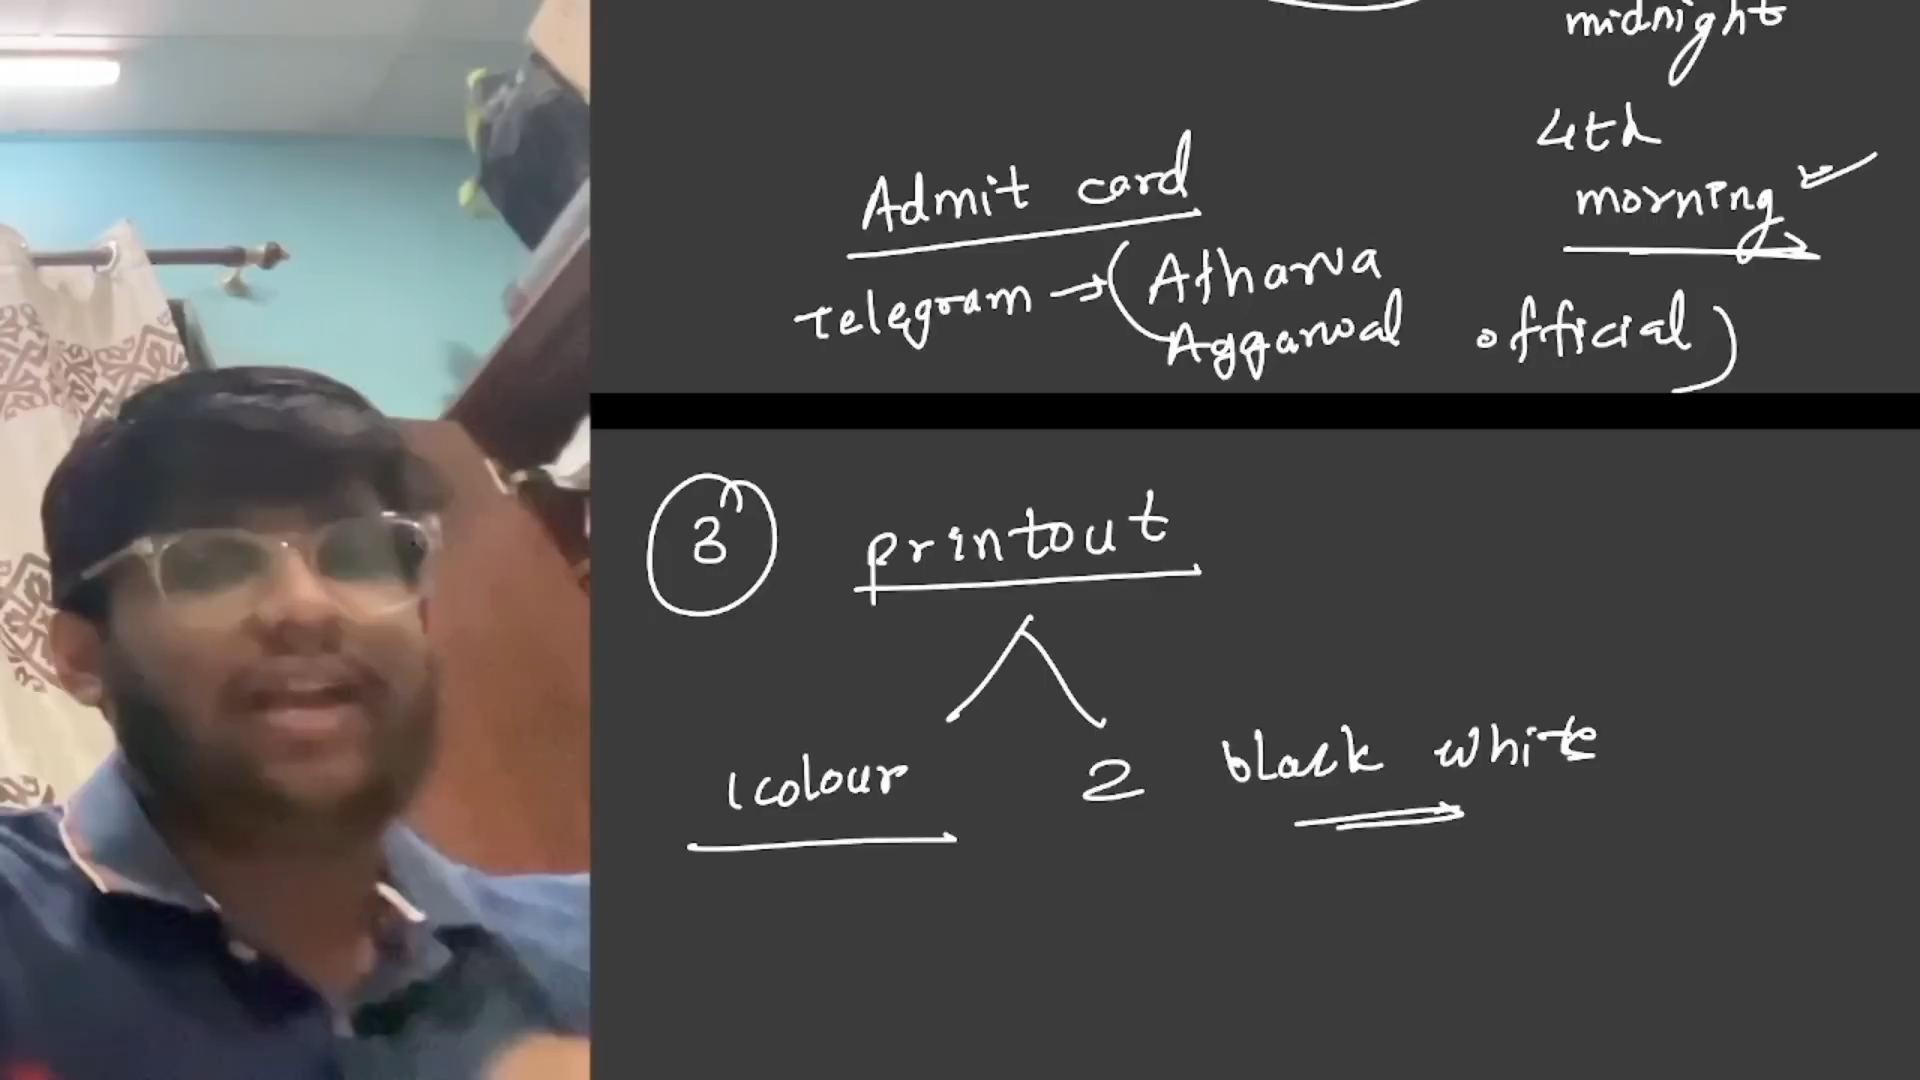 midnight
4th
morning
Admit card
Telegram → (Atharva
Aggarwal official)
3
printout
1 colour 2 black white